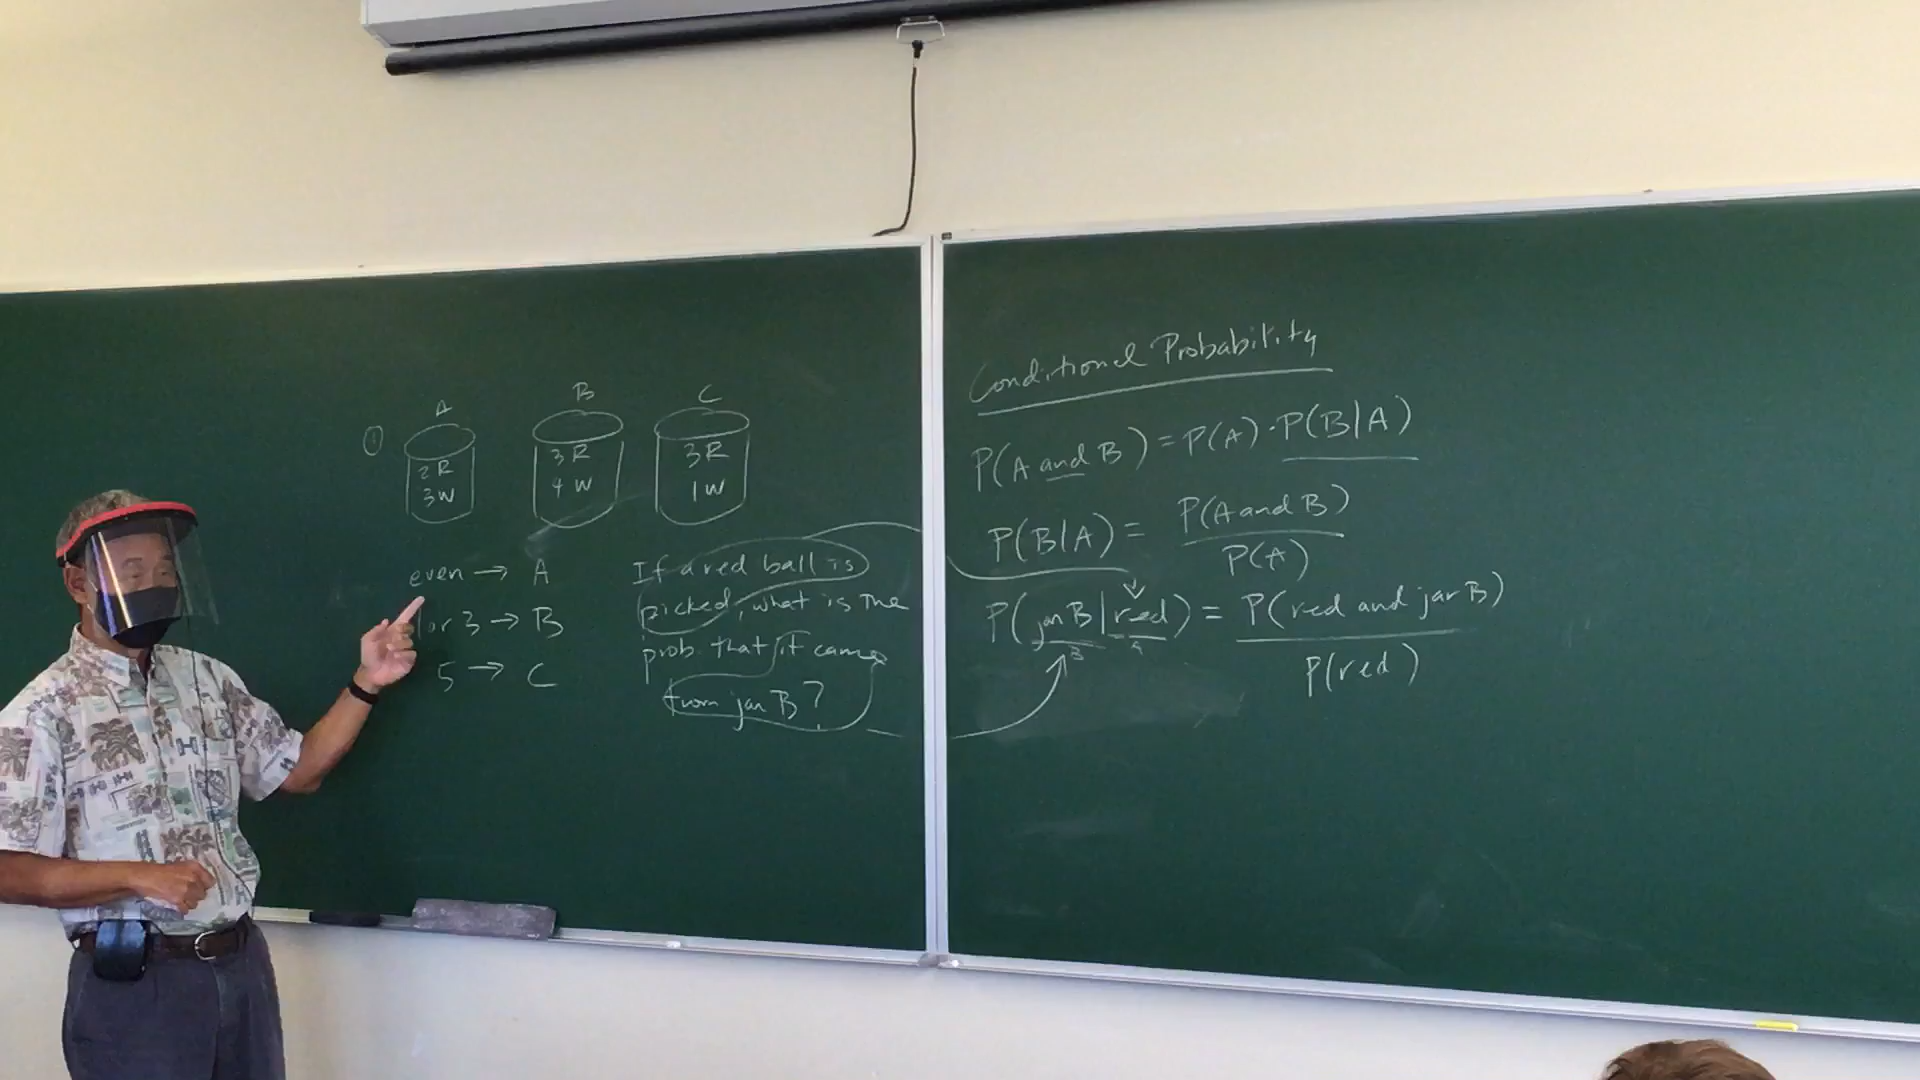 ①
A B C
2R 3R 3R
3W 4W 1W
even → A
1 or 3 → B
5 → C
If a red ball is
picked, what is the
prob. that it came
from jar B?
Conditional Probability
P(A and B) = P(A) · P(B|A)
P(B|A) = P(A and B) / P(A)
P(jar B | red) = P(red and jar B) / P(red)